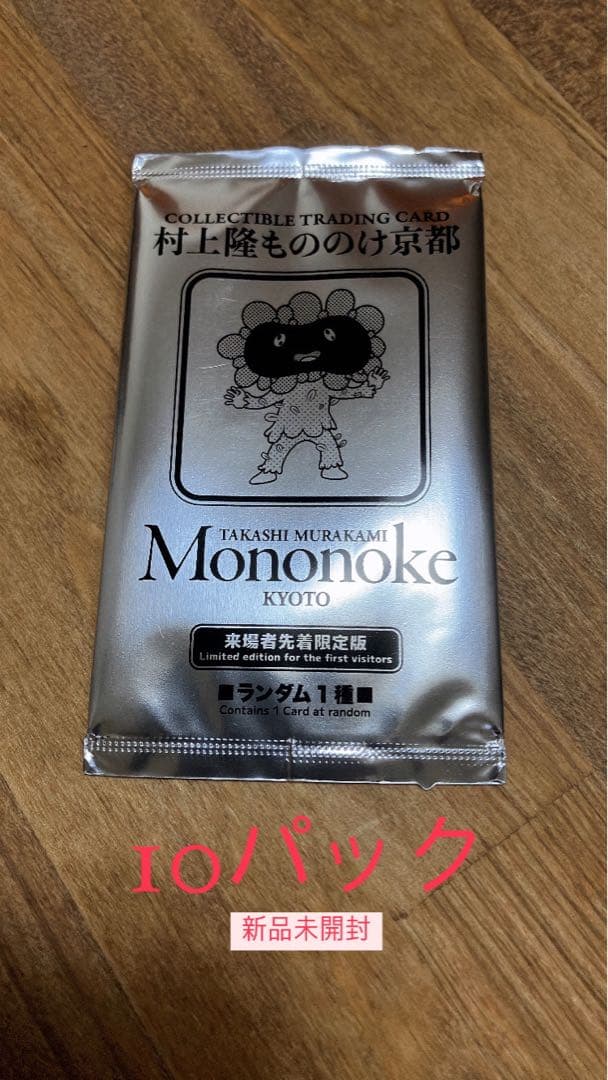 COLLECTIBLE TRADING CARD
村上隆もののけ京都
TAKASHI MURAKAMI
Mononoke
KYOTO
来場者先着限定版
Limited edition for the first visitors
■ランダム1種■
Contains 1 Card at random
10パック
新品未開封